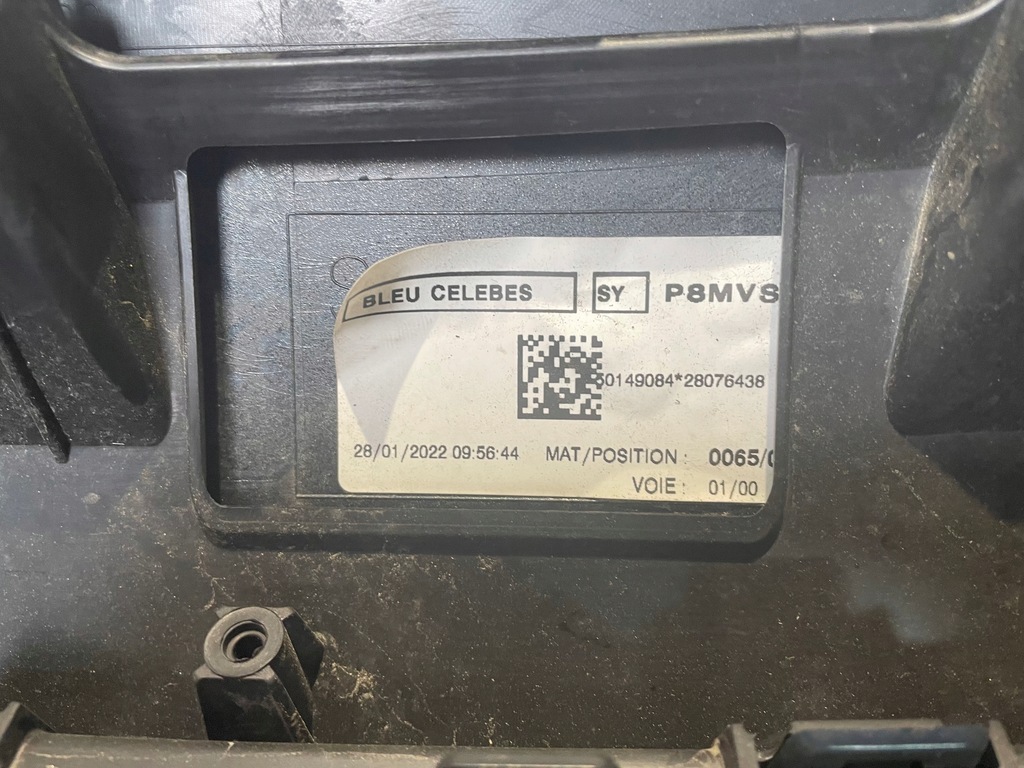 BLEU CELEBES SY P8MVS
50149084*28076438
28/01/2022 09:56:44 MAT/POSITION : 0065/
VOIE : 01/00